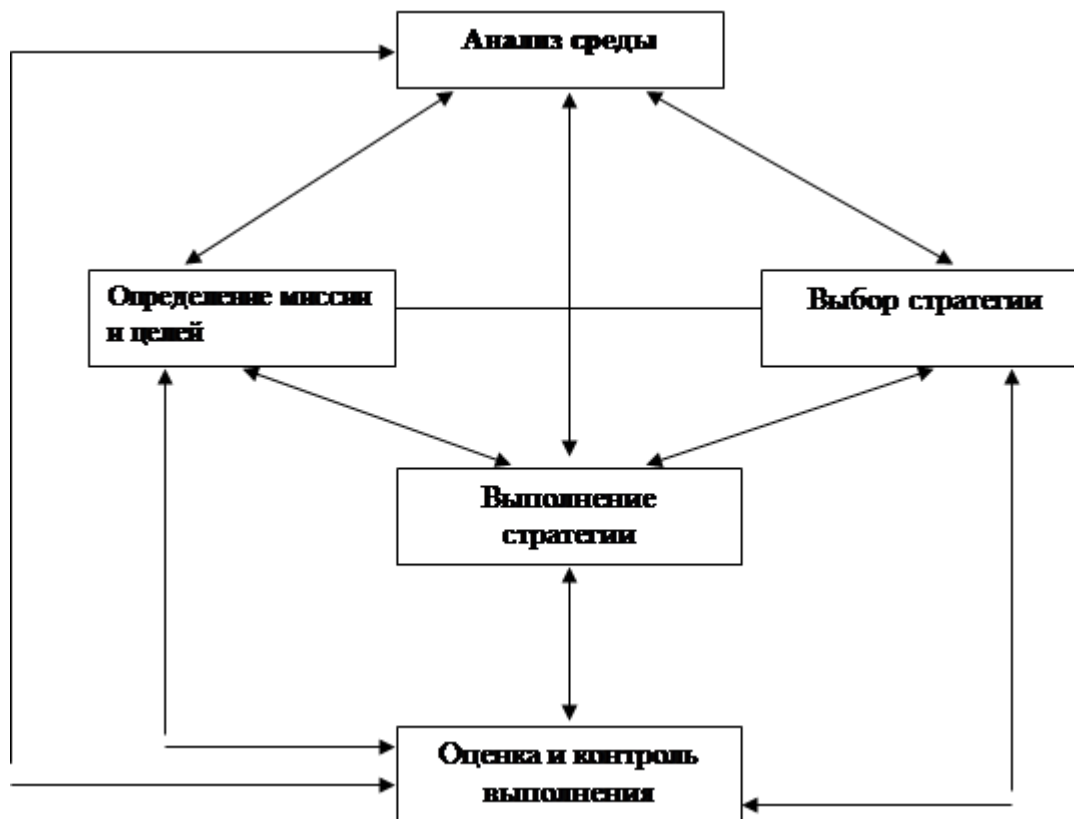 Анализ среды
Определение миссии
и целей
Выбор стратегии
Выполнение
стратегии
Оценка и контроль
выполнения